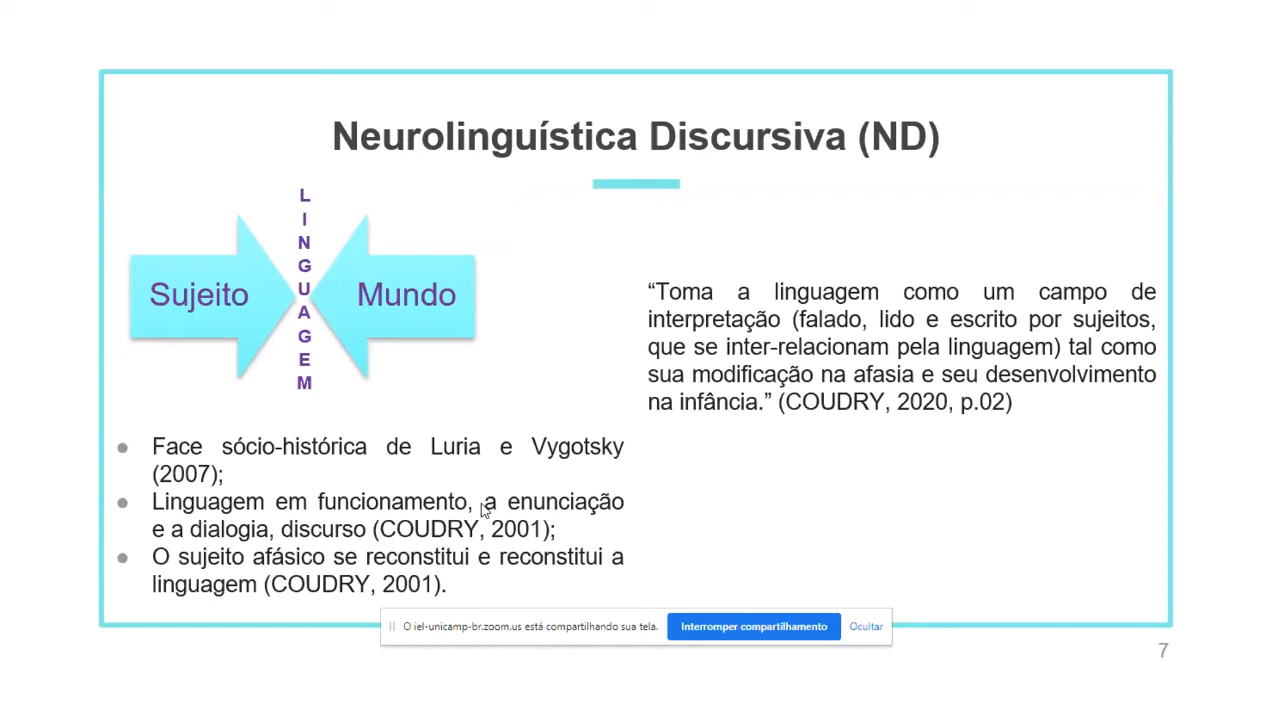 Neurolinguística Discursiva (ND)
LINGUAGEM
Sujeito
Mundo
“Toma a linguagem como um campo de
interpretação (falado, lido e escrito por sujeitos,
que se inter-relacionam pela linguagem) tal como
sua modificação na afasia e seu desenvolvimento
na infância.” (COUDRY, 2020, p.02)
● Face sócio-histórica de Luria e Vygotsky
(2007);
● Linguagem em funcionamento, a enunciação
e a dialogia, discurso (COUDRY, 2001);
● O sujeito afásico se reconstitui e reconstitui a
linguagem (COUDRY, 2001).
O iel-unicamp-br.zoom.us está compartilhando sua tela.
Interromper compartilhamento
Ocultar
7